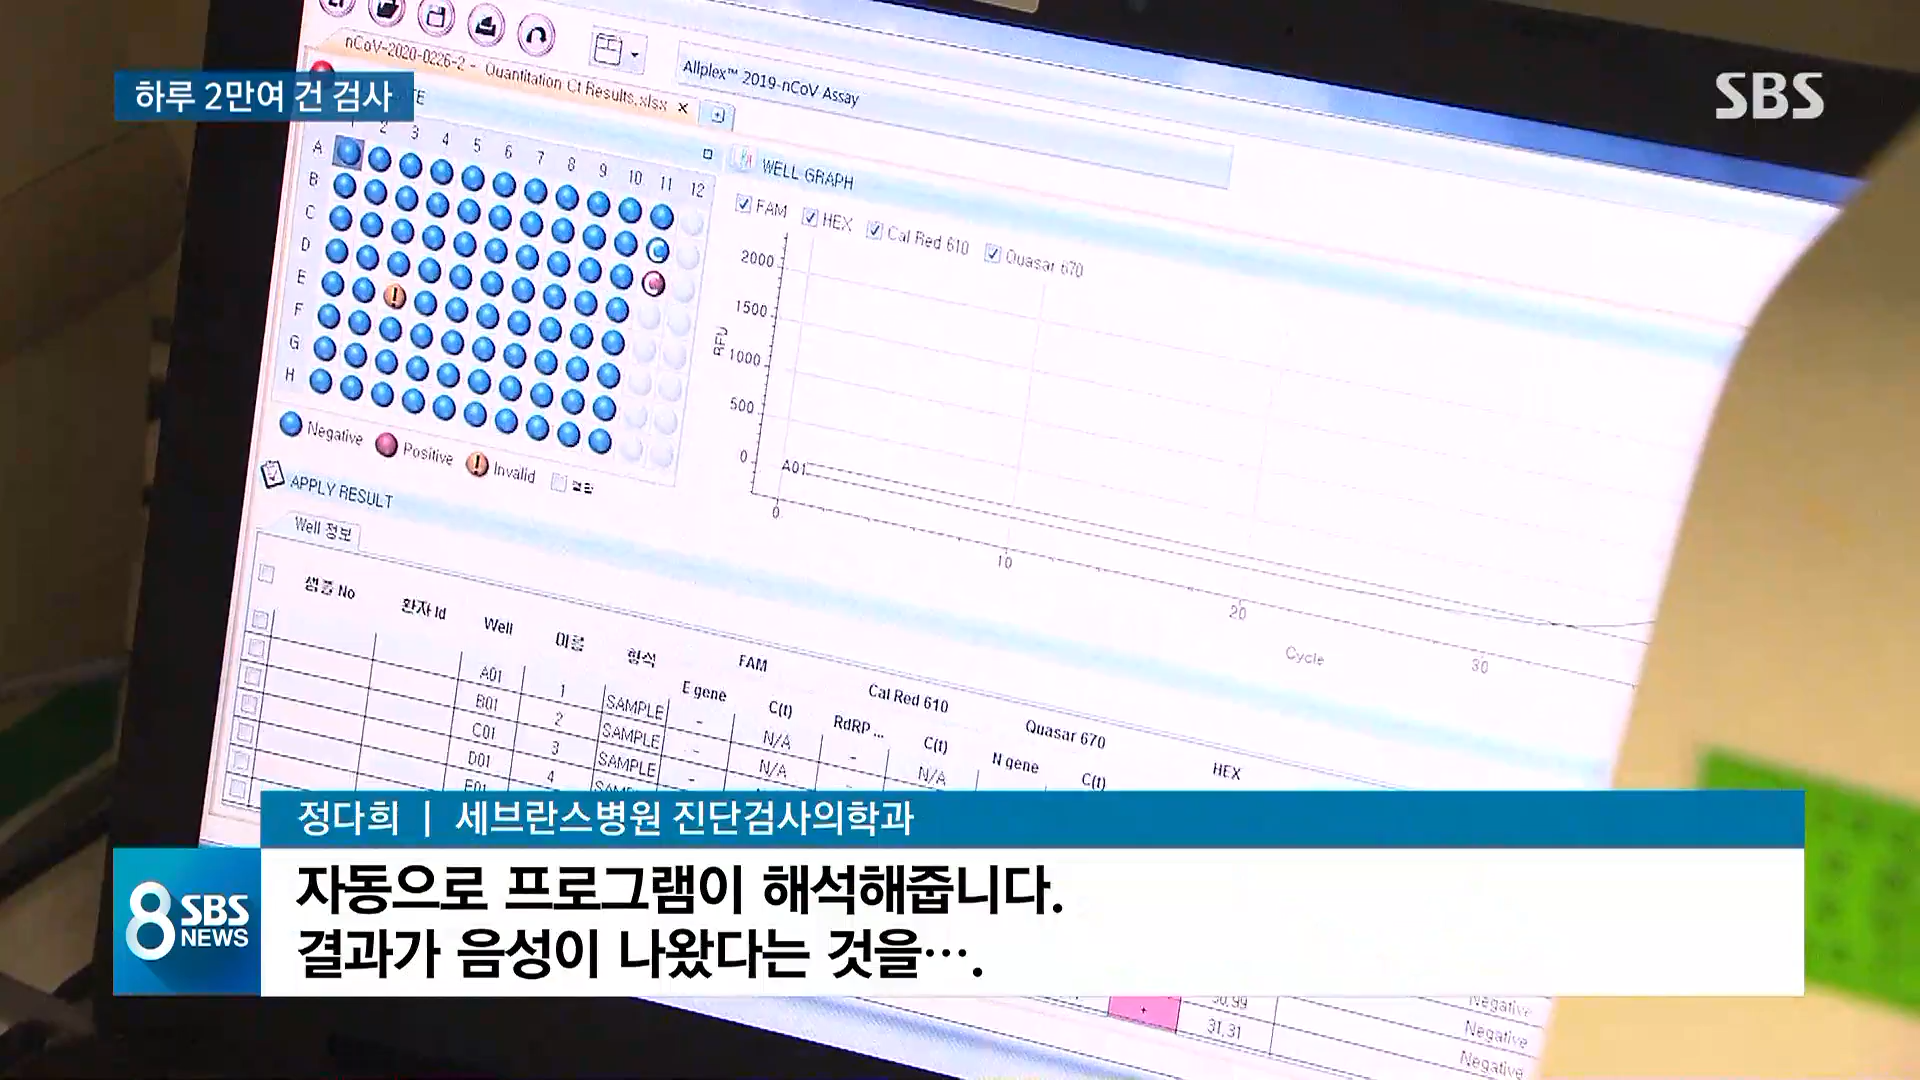 하루 2만여 건 검사
SBS
nCoV-2020-0226-2 - Quantitation Ct Results.xlsx
Allplex™ 2019-nCoV Assay
1 2 3 4 5 6 7 8 9 10 11 12
A
B
C
D
E
F
G
H
Negative Positive Invalid
WELL GRAPH
FAM HEX Cal Red 610 Quasar 670
RFU
2000
1500
1000
500
0
A01
0 10 20 30
Cycle
APPLY RESULT
Well 정보
샘플 No 환자 Id Well 이름 형식 FAM Cal Red 610 Quasar 670 HEX
E gene C(t) RdRP ... C(t) N gene C(t)
A01 1 SAMPLE - N/A - N/A
B01 2 SAMPLE - N/A
C01 3 SAMPLE -
D01 4
E01
정다희 | 세브란스병원 진단검사의학과
8 SBS NEWS
자동으로 프로그램이 해석해줍니다.
결과가 음성이 나왔다는 것을….
30.99 Negative
+ 31.31 Negative
Negative